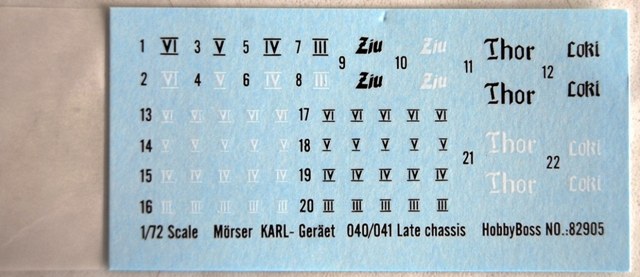 1 VI 3 V 5 IV 7 III 9 Ziu 10 Ziu 11 Thor 12 Loki
2 VI 4 V 6 IV 8 III Ziu Ziu Thor Loki
13 VI VI VI VI VI 17 VI VI VI VI VI
14 V V V V V 18 V V V V V 21 Thor 22 Loki
15 IV IV IV IV IV 19 IV IV IV IV IV Thor Loki
16 III III III III III 20 III III III III III
1/72 Scale Mörser KARL- Geräet 040/041 Late chassis HobbyBoss NO.:82905